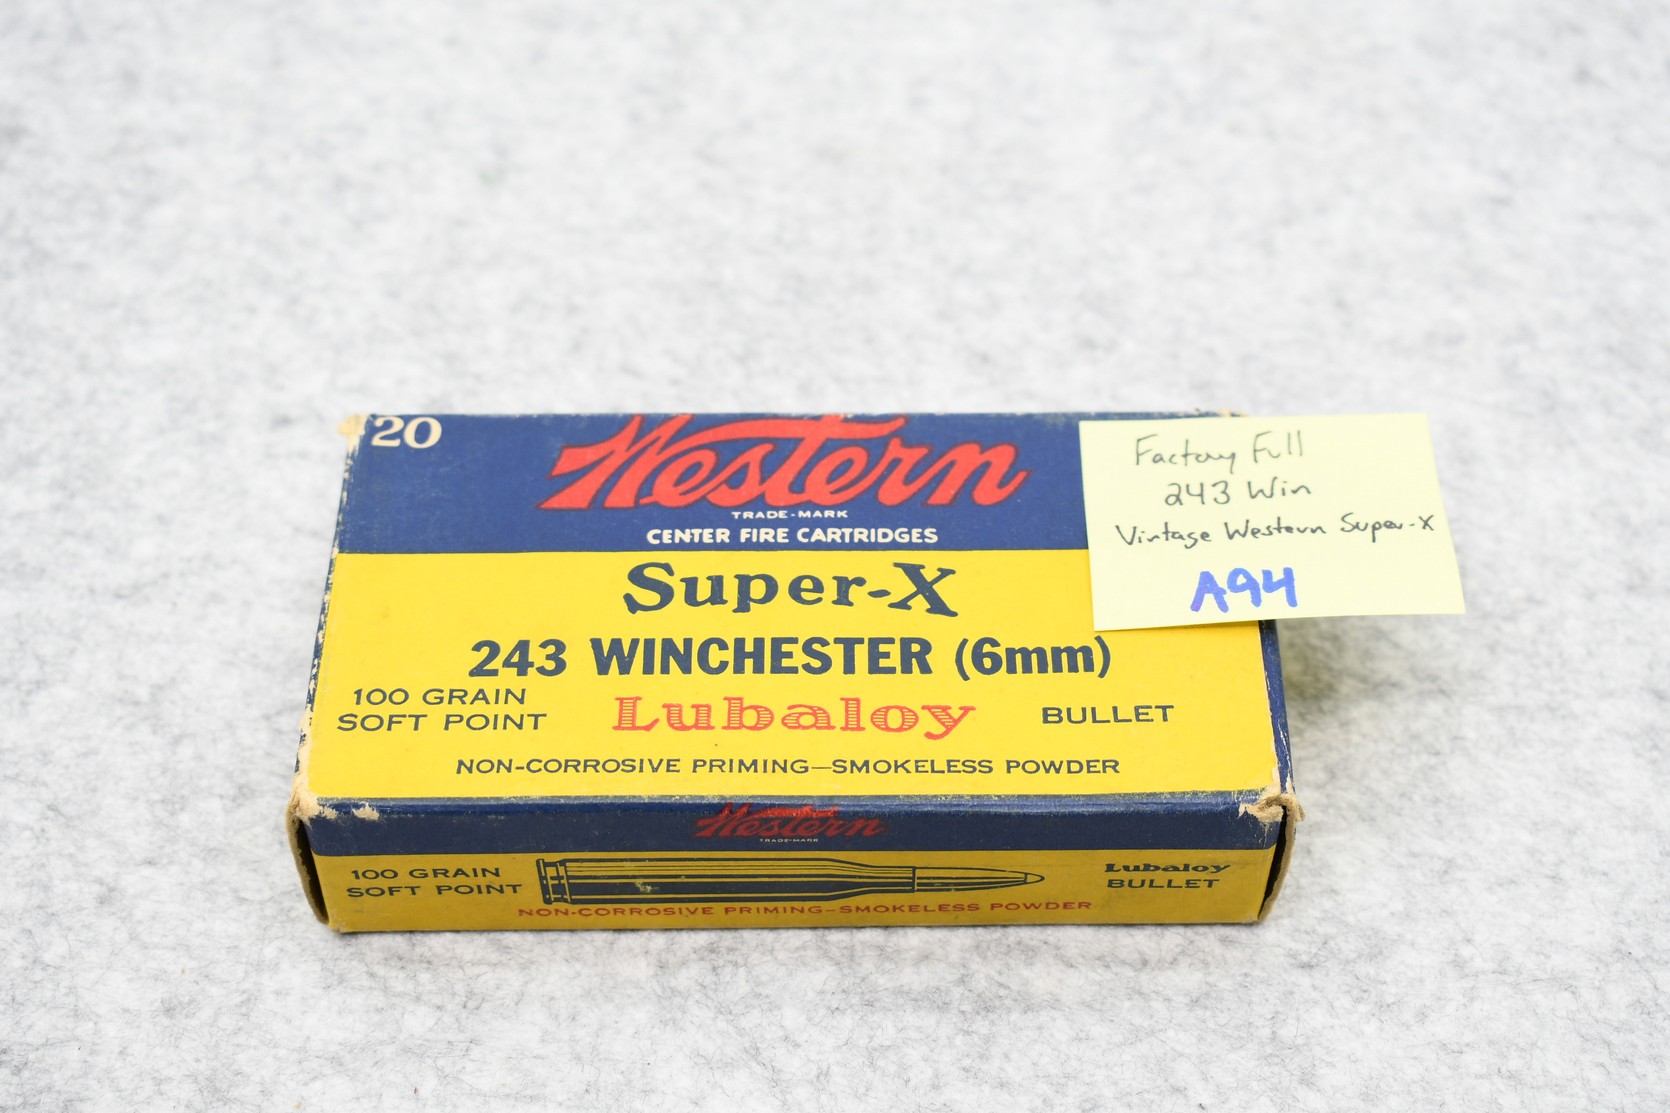 20
Western
TRADE-MARK
CENTER FIRE CARTRIDGES
Super-X
243 WINCHESTER (6mm)
100 GRAIN
SOFT POINT
Lubaloy
BULLET
NON-CORROSIVE PRIMING—SMOKELESS POWDER
Factory Full
243 Win
Vintage Western Super-X
A94
Western
TRADE-MARK
100 GRAIN
SOFT POINT
Lubaloy
BULLET
NON-CORROSIVE PRIMING—SMOKELESS POWDER